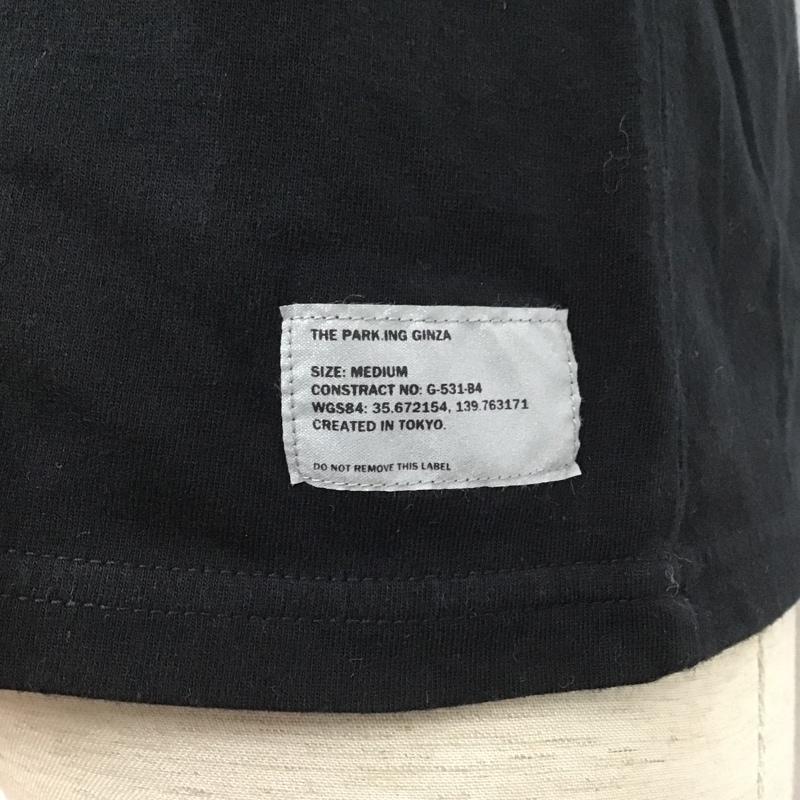 THE PARK.ING GINZA
SIZE: MEDIUM
CONSTRACT NO: G-531-B4
WGS84: 35.672154, 139.763171
CREATED IN TOKYO.
DO NOT REMOVE THIS LABEL